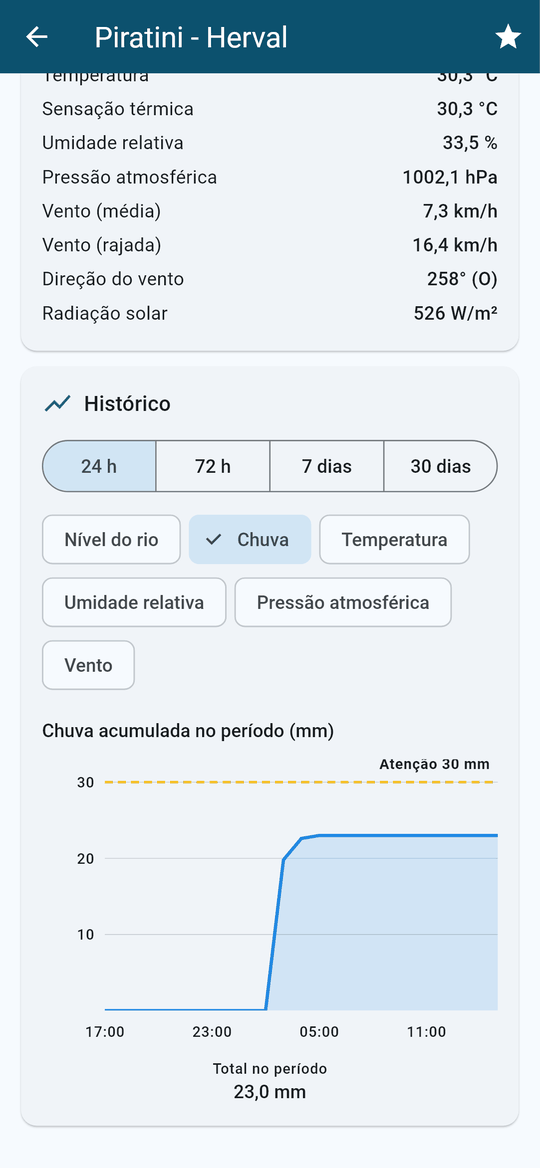 Piratini - Herval
Temperatura 30,3 °C
Sensação térmica 30,3 °C
Umidade relativa 33,5 %
Pressão atmosférica 1002,1 hPa
Vento (média) 7,3 km/h
Vento (rajada) 16,4 km/h
Direção do vento 258° (O)
Radiação solar 526 W/m²
Histórico
24 h 72 h 7 dias 30 dias
Nível do rio Chuva Temperatura
Umidade relativa Pressão atmosférica
Vento
Chuva acumulada no período (mm)
Atenção 30 mm
30
20
10
17:00 23:00 05:00 11:00
Total no período
23,0 mm